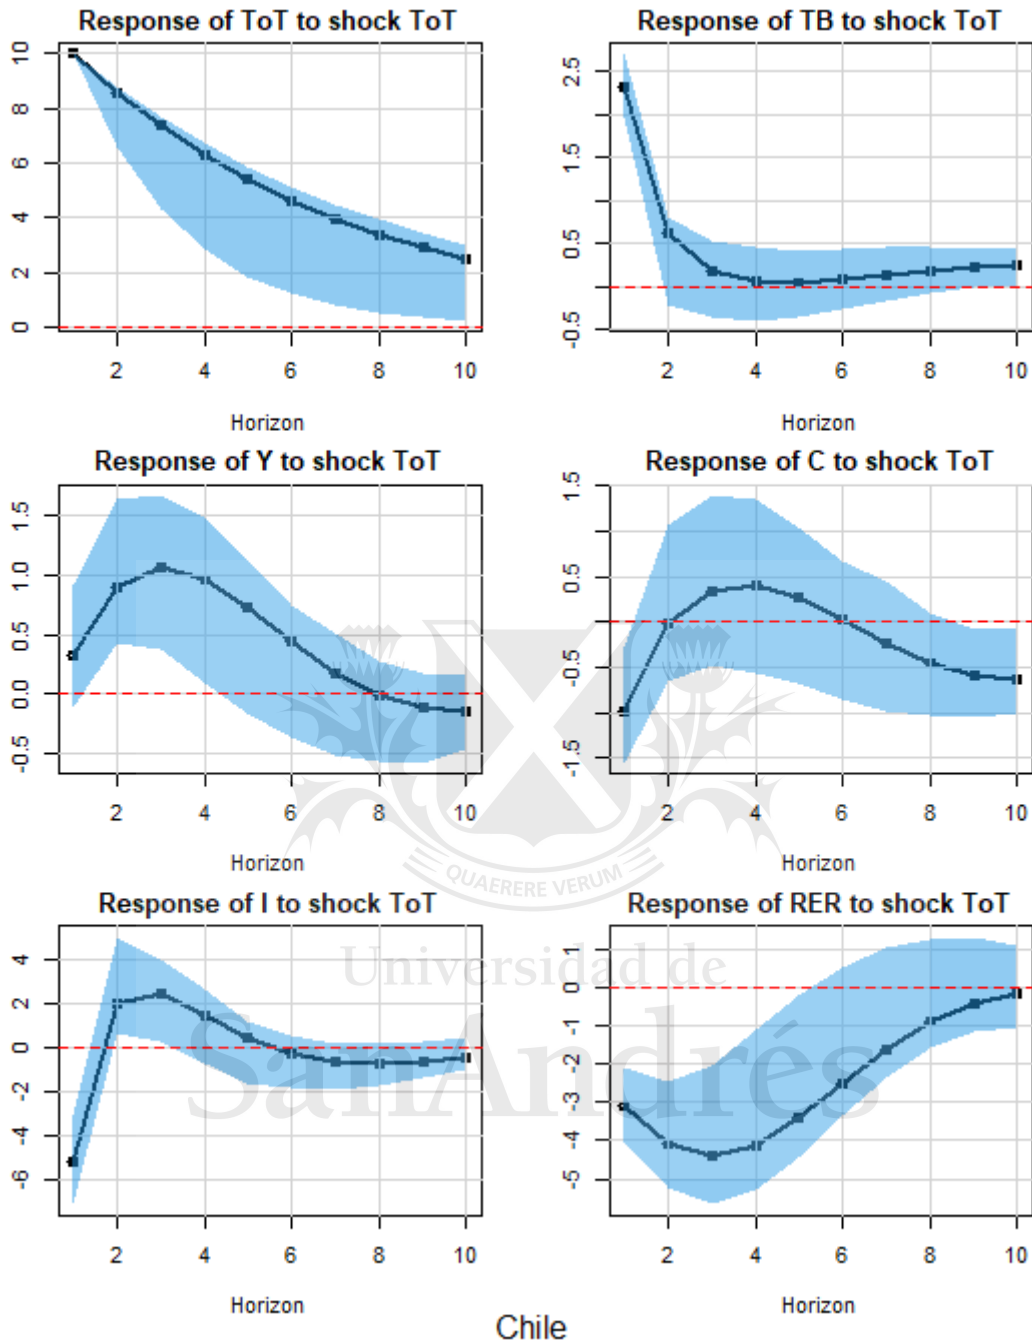 Response of ToT to shock ToT
10
8
6
4
2
0
2 4 6 8 10
Horizon
Response of TB to shock ToT
2.5
1.5
0.5
-0.5
2 4 6 8 10
Horizon
Response of Y to shock ToT
1.5
1.0
0.5
0.0
-0.5
2 4 6 8 10
Horizon
Response of C to shock ToT
1.5
0.5
-0.5
-1.5
2 4 6 8 10
Horizon
QUAERERE VERUM
Response of I to shock ToT
4
2
0
-2
-4
-6
2 4 6 8 10
Horizon
Response of RER to shock ToT
1
0
-1
-2
-3
-4
-5
2 4 6 8 10
Horizon
Universidad de
SanAndrés
Chile